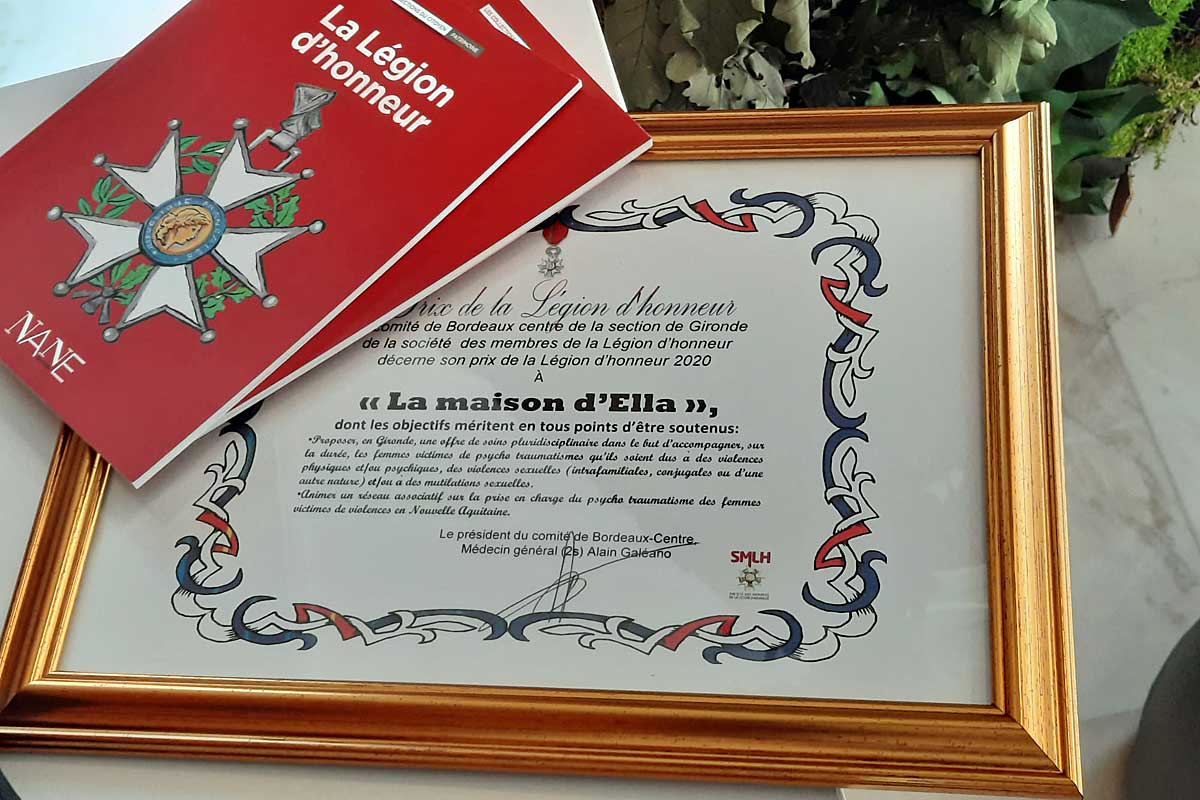 La Légion
d'honneur
NANE
PATRIMOINE
Prix de la Légion d'honneur
comité de Bordeaux centre de la section de Gironde
de la société des membres de la Légion d'honneur
décerne son prix de la Légion d'honneur 2020
À
« La maison d'Ella »,
dont les objectifs méritent en tous points d'être soutenus:
•Proposer, en Gironde, une offre de soins pluridisciplinaire dans le but d'accompagner, sur
la durée, les femmes victimes de psycho traumatismes qu'ils soient dus à des violences
physiques et/ou psychiques, des violences sexuelles (intrafamiliales, conjugales ou d'une
autre nature) et/ou à des mutilations sexuelles.
•Animer un réseau associatif sur la prise en charge du psycho traumatisme des femmes
victimes de violences en Nouvelle Aquitaine.
Le président du comité de Bordeaux-Centre,
Médecin général (2s) Alain Galéano
SMLH